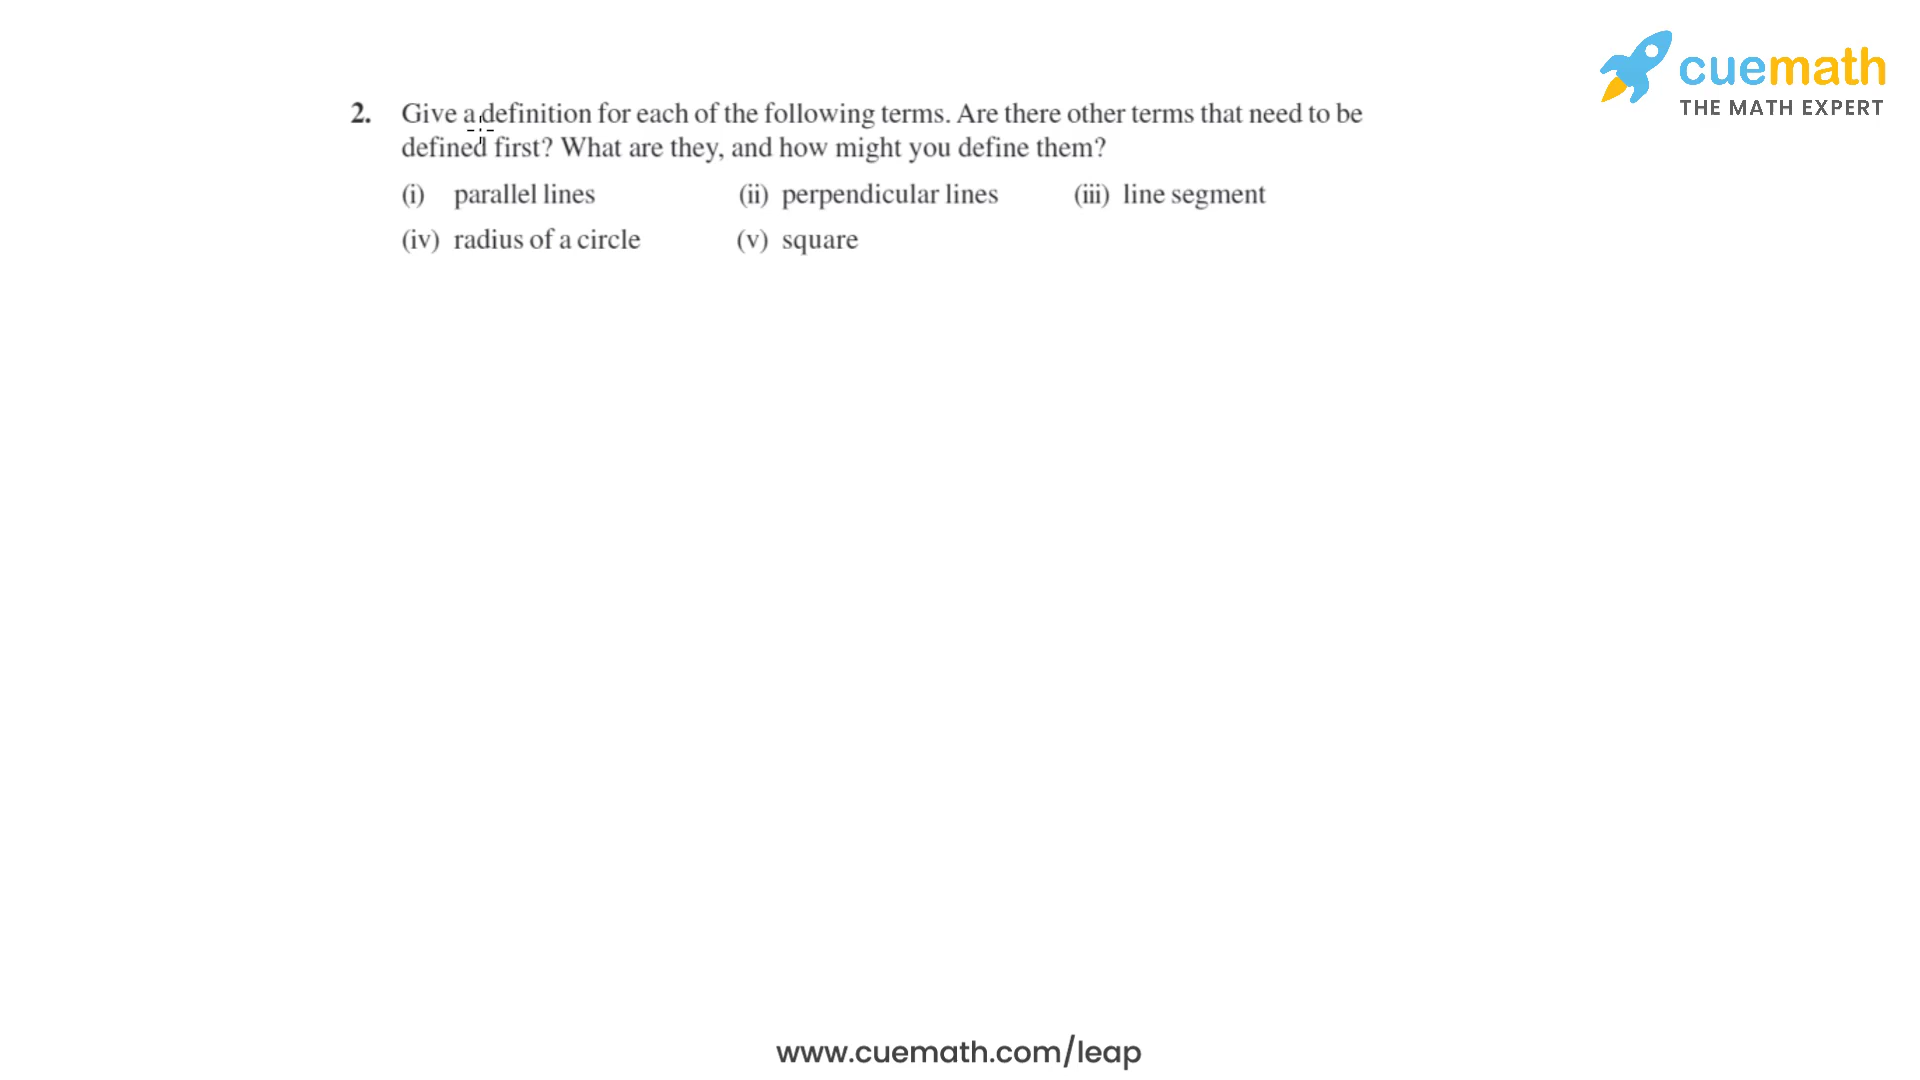 cuemath
THE MATH EXPERT
2. Give a definition for each of the following terms. Are there other terms that need to be
defined first? What are they, and how might you define them?
(i) parallel lines (ii) perpendicular lines (iii) line segment
(iv) radius of a circle (v) square
www.cuemath.com/leap